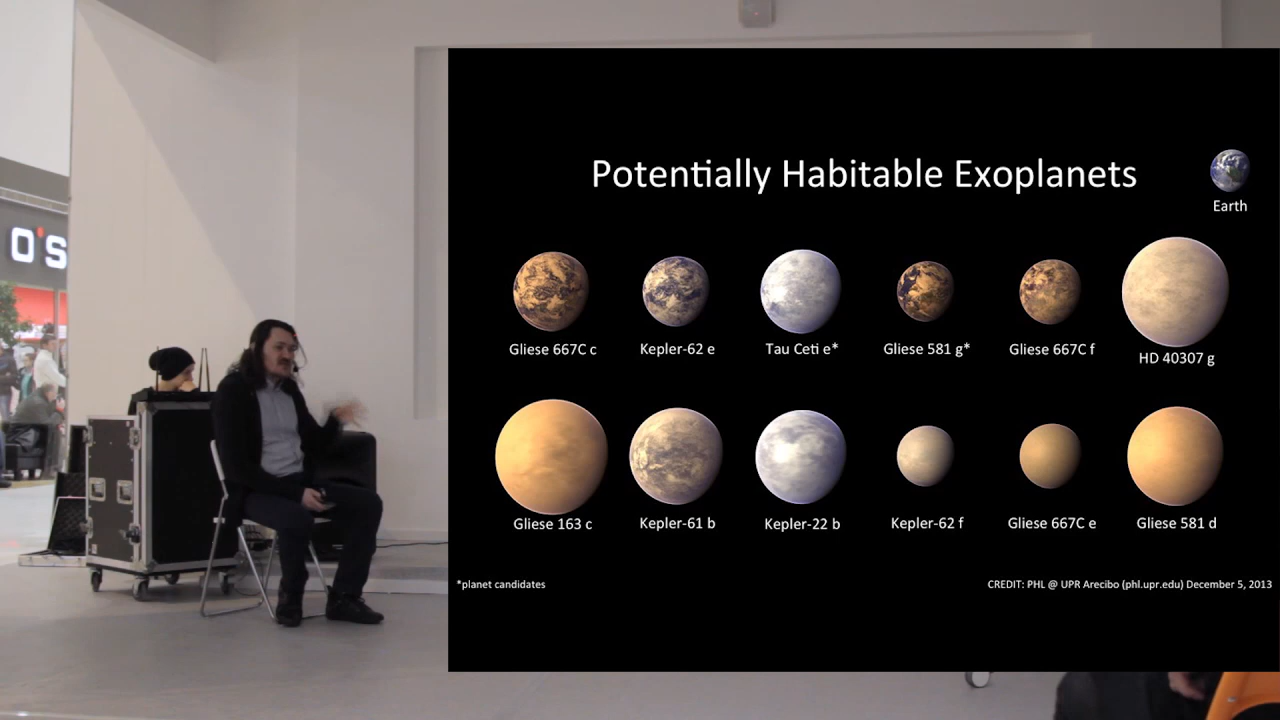 O'S
Potentially Habitable Exoplanets
Earth
Gliese 667C c
Kepler-62 e
Tau Ceti e*
Gliese 581 g*
Gliese 667C f
HD 40307 g
Gliese 163 c
Kepler-61 b
Kepler-22 b
Kepler-62 f
Gliese 667C e
Gliese 581 d
*planet candidates
CREDIT: PHL @ UPR Arecibo (phl.upr.edu) December 5, 2013